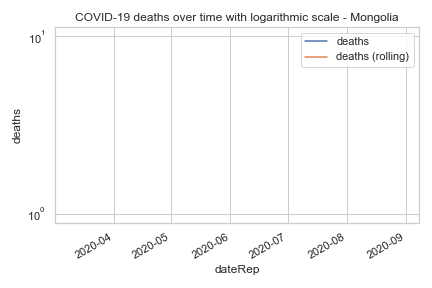 COVID-19 deaths over time with logarithmic scale - Mongolia
deaths
deaths (rolling)
10¹
10⁰
deaths
2020-04
2020-05
2020-06
2020-07
2020-08
2020-09
dateRep